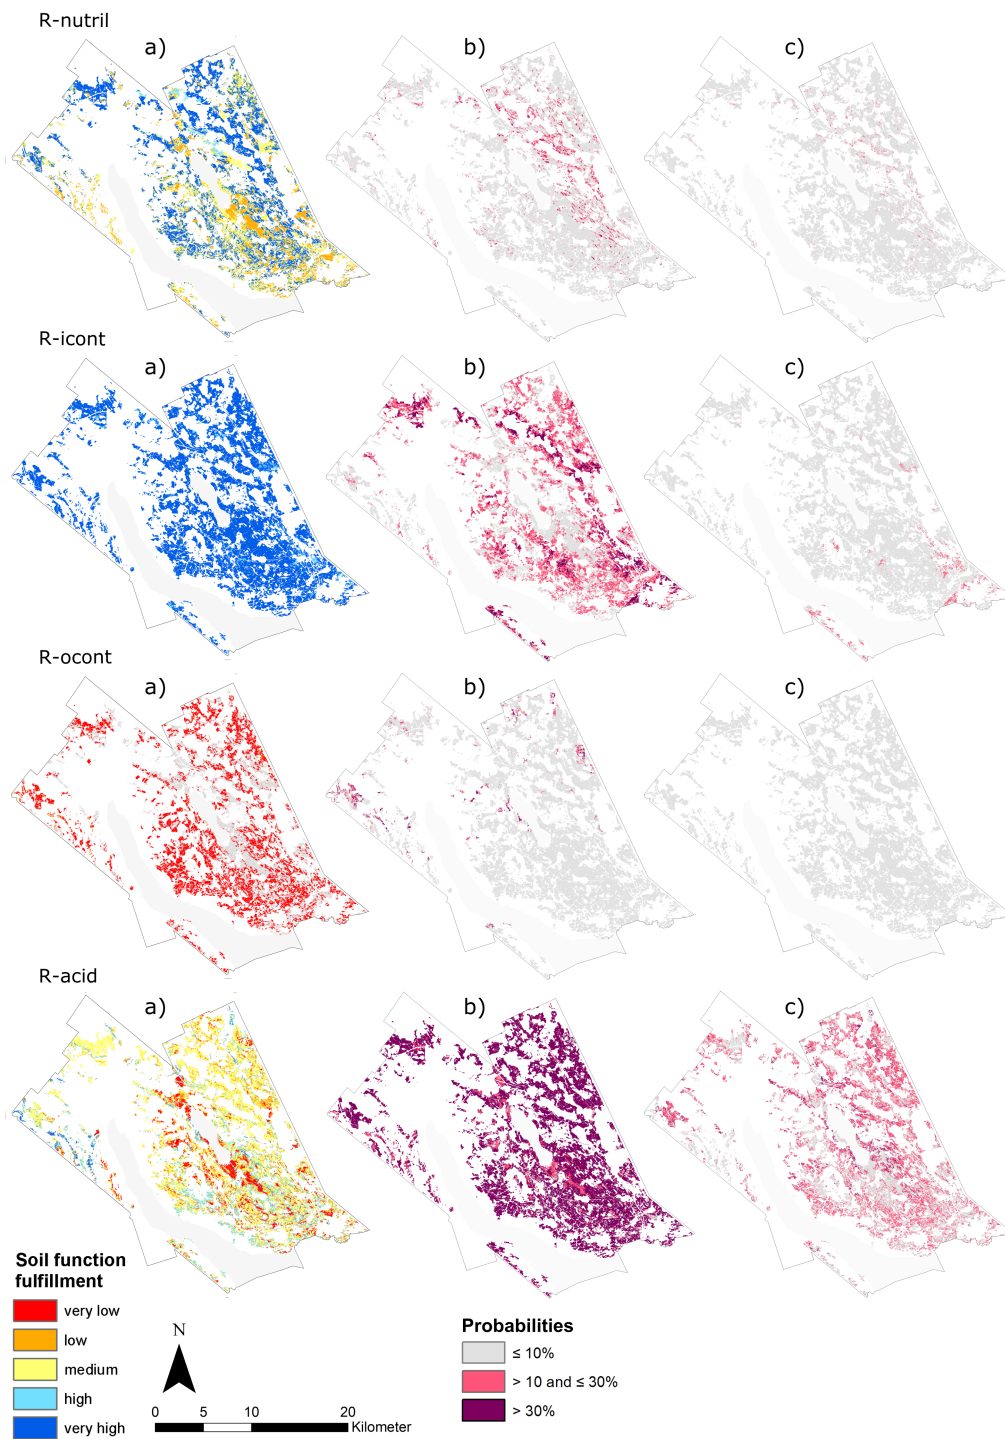 R-nutril
a)
b)
c)
R-icont
a)
b)
c)
R-ocont
a)
b)
c)
R-acid
a)
b)
c)
Soil function
fulfillment
very low
low
medium
high
very high
N
0 5 10 20
Kilometer
Probabilities
≤ 10%
> 10 and ≤ 30%
> 30%